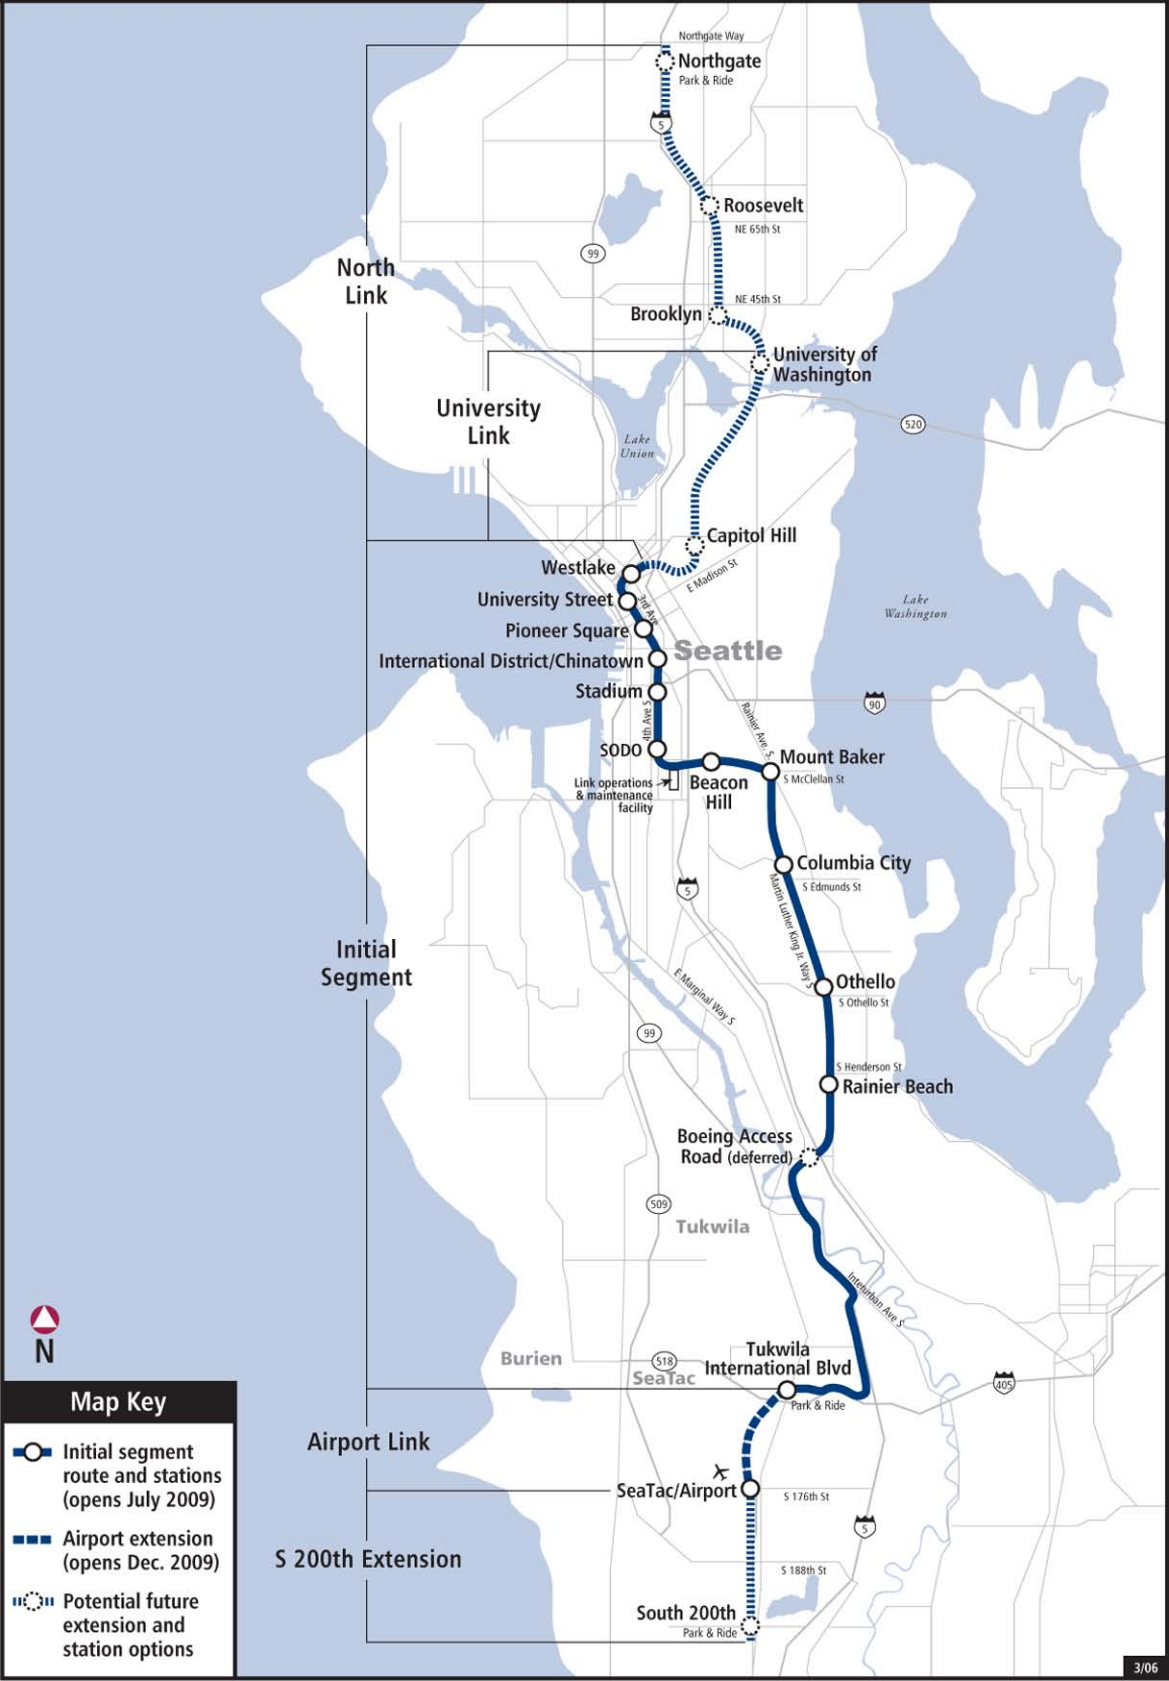 Northgate Way
Northgate
Park & Ride
5
Roosevelt
NE 65th St
99
North
Link
NE 45th St
Brooklyn
University of
Washington
University
Link
520
Lake
Union
Capitol Hill
E Madison St
Westlake
University Street
3rd Ave
Pioneer Square
Seattle
International District/Chinatown
Lake
Washington
Stadium
4th Ave S
90
Rainier Ave. S
SODO
Mount Baker
S McClellan St
Link operations
& maintenance
facility
Beacon
Hill
Columbia City
S Edmunds St
5
Martin Luther King Jr. Way S
Initial
Segment
Othello
S Othello St
E Marginal Way S
99
S Henderson St
Rainier Beach
Boeing Access
Road (deferred)
509
Tukwila
Interurban Ave S
N
Burien
518
SeaTac
Tukwila
International Blvd
Park & Ride
405
Airport Link
SeaTac/Airport
S 176th St
5
S 200th Extension
S 188th St
South 200th
Park & Ride
Map Key
Initial segment
route and stations
(opens July 2009)
Airport extension
(opens Dec. 2009)
Potential future
extension and
station options
3/06